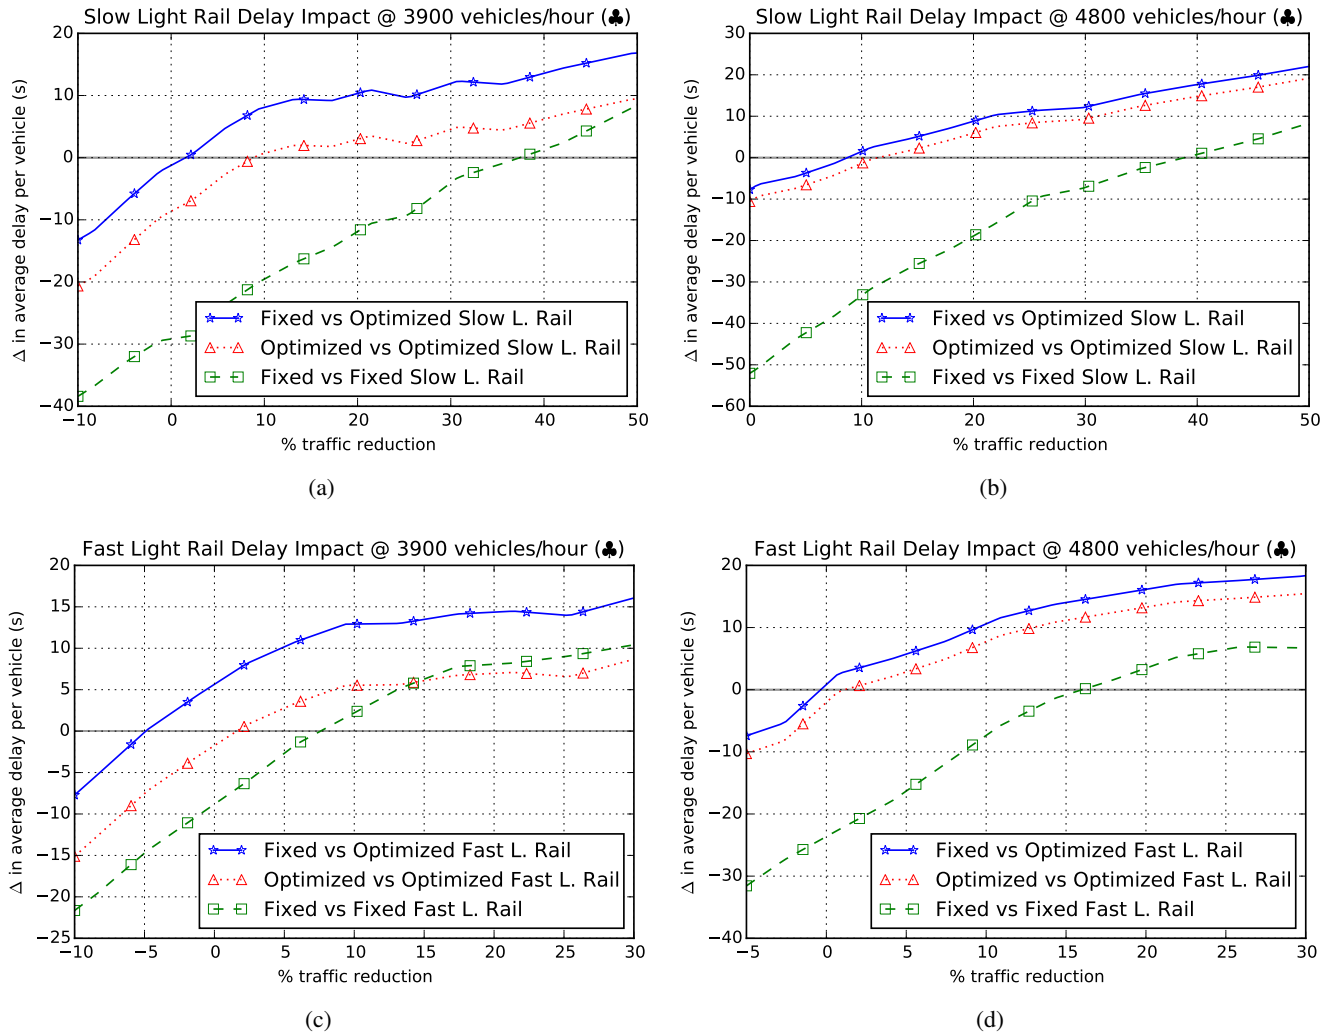 Slow Light Rail Delay Impact @ 3900 vehicles/hour (♣)
20
10
0
−10
−20
−30
−40
Δ in average delay per vehicle (s)
Fixed vs Optimized Slow L. Rail
Optimized vs Optimized Slow L. Rail
Fixed vs Fixed Slow L. Rail
−10 0 10 20 30 40 50
% traffic reduction
(a)
Slow Light Rail Delay Impact @ 4800 vehicles/hour (♣)
30
20
10
0
−10
−20
−30
−40
−50
−60
Δ in average delay per vehicle (s)
Fixed vs Optimized Slow L. Rail
Optimized vs Optimized Slow L. Rail
Fixed vs Fixed Slow L. Rail
0 10 20 30 40 50
% traffic reduction
(b)
Fast Light Rail Delay Impact @ 3900 vehicles/hour (♣)
20
15
10
5
0
−5
−10
−15
−20
−25
Δ in average delay per vehicle (s)
Fixed vs Optimized Fast L. Rail
Optimized vs Optimized Fast L. Rail
Fixed vs Fixed Fast L. Rail
−10 −5 0 5 10 15 20 25 30
% traffic reduction
(c)
Fast Light Rail Delay Impact @ 4800 vehicles/hour (♣)
20
10
0
−10
−20
−30
−40
Δ in average delay per vehicle (s)
Fixed vs Optimized Fast L. Rail
Optimized vs Optimized Fast L. Rail
Fixed vs Fixed Fast L. Rail
−5 0 5 10 15 20 25 30
% traffic reduction
(d)